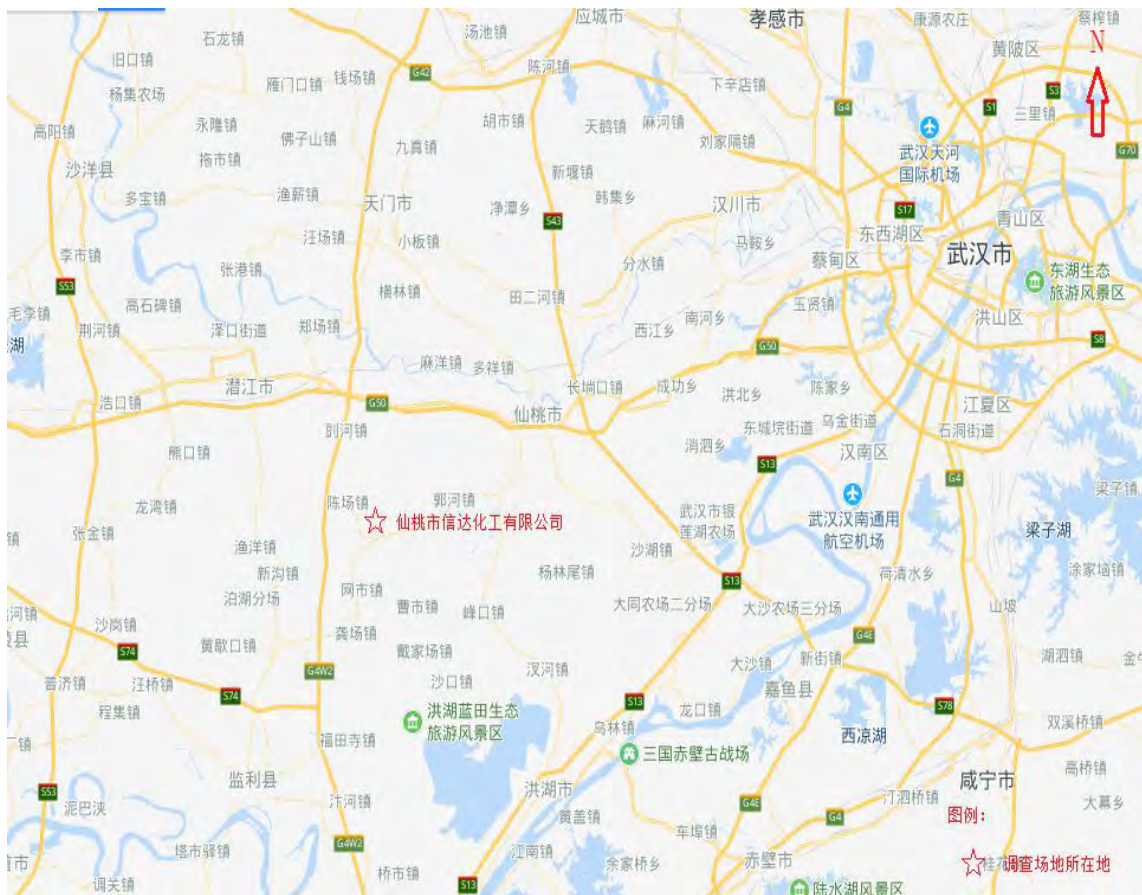 应城市
孝感市
康源农庄
蔡榨镇
石龙镇
汤池镇
黄陂区
N
旧口镇
钱场镇
G42
陈河镇
雁门口镇
下辛店镇
杨集农场
S3
G4
S1
三里镇
永隆镇
胡市镇
天鹅镇
麻河镇
高阳镇
佛子山镇
九真镇
刘家隔镇
武汉天河
国际机场
G70
拖市镇
沙洋县
新堰镇
多宝镇
渔薪镇
天门市
净潭乡
韩集乡
汉川市
S17
青山区
S43
汪场镇
小板镇
马鞍乡
东西湖区
武汉市
李市镇
张港镇
分水镇
蔡甸区
东湖生态
旅游风景区
S53
横林镇
田二河镇
高石碑镇
玉贤镇
毛李镇
荆河镇
泽口街道
郑场镇
西江乡
南河乡
洪山区
S8
湖
麻洋镇
多祥镇
G50
潜江市
长埫口镇
成功乡
洪北乡
陈家乡
浩口镇
G50
仙桃市
江夏区
剅河镇
东城垸街道
乌金街道
石洞街道
熊口镇
消泗乡
汉南区
S13
G4
龙湾镇
陈场镇
郭河镇
武汉市银
莲湖农场
武汉汉南通用
航空机场
梁子镇
仙桃市信达化工有限公司
张金镇
梁子湖
镇
渔洋镇
沙湖镇
新沟镇
杨林尾镇
S13
荷清水乡
涂家垴镇
网市镇
泊湖分场
曹市镇
峰口镇
大同农场二分场
大沙农场三分场
山坡
河镇
沙岗镇
龚场镇
G4E
陵县
S74
黄歇口镇
戴家场镇
汊河镇
大沙镇
新街镇
湖泗镇
G4W2
普济镇
汪桥镇
S74
沙口镇
嘉鱼县
S13
龙口镇
S78
程集镇
洪湖蓝田生态
旅游风景区
乌林镇
双溪桥镇
福田寺镇
西凉湖
三国赤壁古战场
监利县
咸宁市
高桥镇
S53
洪湖市
泥巴浃
汴河镇
汀泗桥镇
G4E
大幕乡
黄盖镇
G4
图例：
车埠镇
G4W2
塔市驿镇
江南镇
余家桥乡
赤壁市
首市
桥市镇
调查场地所在地
调关镇
S13
陆水湖风景区